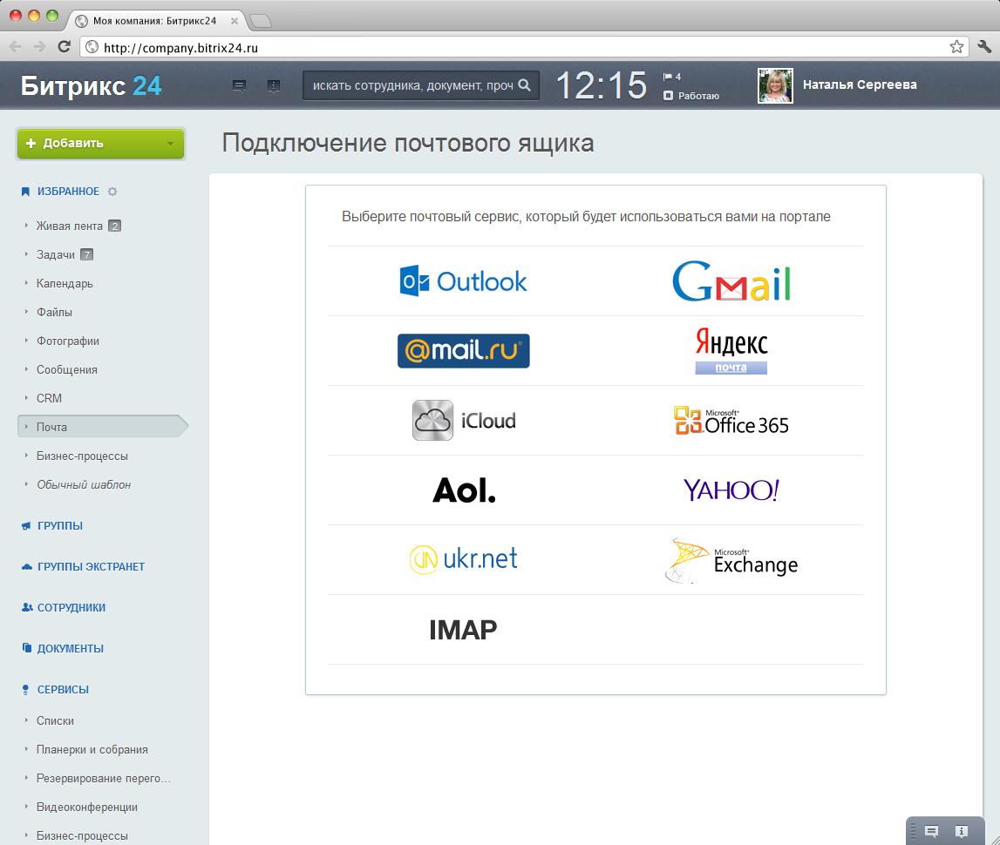 Моя компания: Битрикс24
http://company.bitrix24.ru
Битрикс 24
искать сотрудника, документ, проч
12:15
4
Работаю
Наталья Сергеева
Добавить
Подключение почтового ящика
ИЗБРАННОЕ
Живая лента 2
Задачи 7
Календарь
Файлы
Фотографии
Сообщения
CRM
Почта
Бизнес-процессы
Обычный шаблон
ГРУППЫ
ГРУППЫ ЭКСТРАНЕТ
СОТРУДНИКИ
ДОКУМЕНТЫ
СЕРВИСЫ
Списки
Планерки и собрания
Резервирование перего...
Видеоконференции
Бизнес-процессы
Выберите почтовый сервис, который будет использоваться вами на портале
Outlook
Gmail
@mail.ru
Яндекс
почта
iCloud
Microsoft
Office 365
Aol.
YAHOO!
ukr.net
Microsoft
Exchange
IMAP